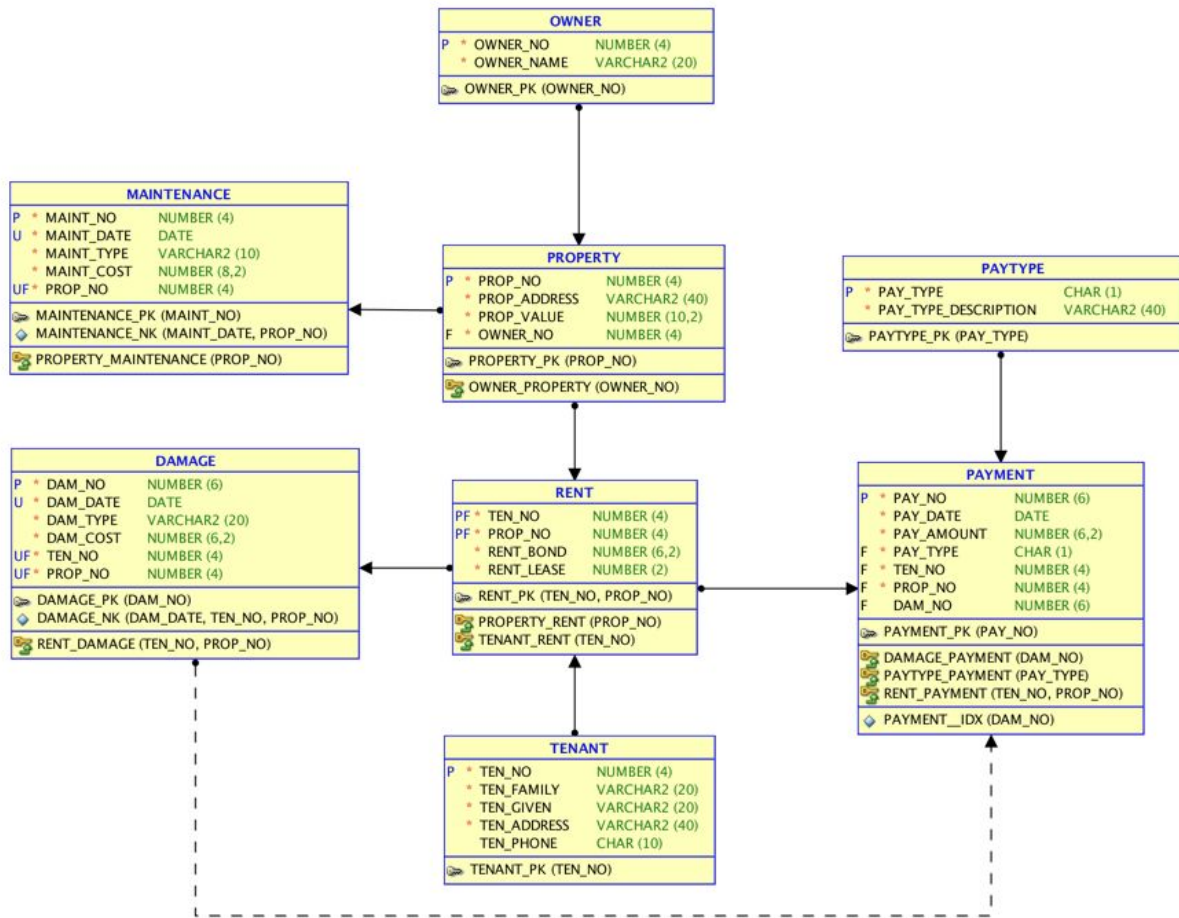 OWNER
P * OWNER_NO NUMBER (4)
* OWNER_NAME VARCHAR2 (20)
OWNER_PK (OWNER_NO)
MAINTENANCE
P * MAINT_NO NUMBER (4)
U * MAINT_DATE DATE
* MAINT_TYPE VARCHAR2 (10)
* MAINT_COST NUMBER (8,2)
UF * PROP_NO NUMBER (4)
MAINTENANCE_PK (MAINT_NO)
MAINTENANCE_NK (MAINT_DATE, PROP_NO)
PROPERTY_MAINTENANCE (PROP_NO)
PROPERTY
P * PROP_NO NUMBER (4)
* PROP_ADDRESS VARCHAR2 (40)
* PROP_VALUE NUMBER (10,2)
F * OWNER_NO NUMBER (4)
PROPERTY_PK (PROP_NO)
OWNER_PROPERTY (OWNER_NO)
PAYTYPE
P * PAY_TYPE CHAR (1)
* PAY_TYPE_DESCRIPTION VARCHAR2 (40)
PAYTYPE_PK (PAY_TYPE)
DAMAGE
P * DAM_NO NUMBER (6)
U * DAM_DATE DATE
* DAM_TYPE VARCHAR2 (20)
* DAM_COST NUMBER (6,2)
UF * TEN_NO NUMBER (4)
UF * PROP_NO NUMBER (4)
DAMAGE_PK (DAM_NO)
DAMAGE_NK (DAM_DATE, TEN_NO, PROP_NO)
RENT_DAMAGE (TEN_NO, PROP_NO)
RENT
PF * TEN_NO NUMBER (4)
PF * PROP_NO NUMBER (4)
* RENT_BOND NUMBER (6,2)
* RENT_LEASE NUMBER (2)
RENT_PK (TEN_NO, PROP_NO)
PROPERTY_RENT (PROP_NO)
TENANT_RENT (TEN_NO)
PAYMENT
P * PAY_NO NUMBER (6)
* PAY_DATE DATE
* PAY_AMOUNT NUMBER (6,2)
F * PAY_TYPE CHAR (1)
F * TEN_NO NUMBER (4)
F * PROP_NO NUMBER (4)
F DAM_NO NUMBER (6)
PAYMENT_PK (PAY_NO)
DAMAGE_PAYMENT (DAM_NO)
PAYTYPE_PAYMENT (PAY_TYPE)
RENT_PAYMENT (TEN_NO, PROP_NO)
PAYMENT__IDX (DAM_NO)
TENANT
P * TEN_NO NUMBER (4)
* TEN_FAMILY VARCHAR2 (20)
* TEN_GIVEN VARCHAR2 (20)
* TEN_ADDRESS VARCHAR2 (40)
TEN_PHONE CHAR (10)
TENANT_PK (TEN_NO)